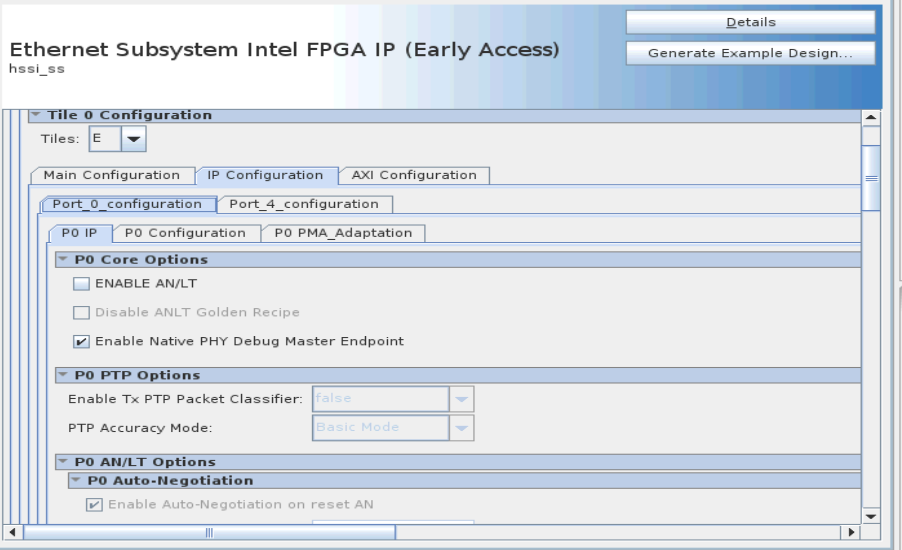 Details
Ethernet Subsystem Intel FPGA IP (Early Access)
hssi_ss
Generate Example Design...
Tile 0 Configuration
Tiles: E
Main Configuration IP Configuration AXI Configuration
Port_0_configuration Port_4_configuration
P0 IP P0 Configuration P0 PMA_Adaptation
P0 Core Options
ENABLE AN/LT
Disable ANLT Golden Recipe
Enable Native PHY Debug Master Endpoint
P0 PTP Options
Enable Tx PTP Packet Classifier: false
PTP Accuracy Mode: Basic Mode
P0 AN/LT Options
P0 Auto-Negotiation
Enable Auto-Negotiation on reset AN